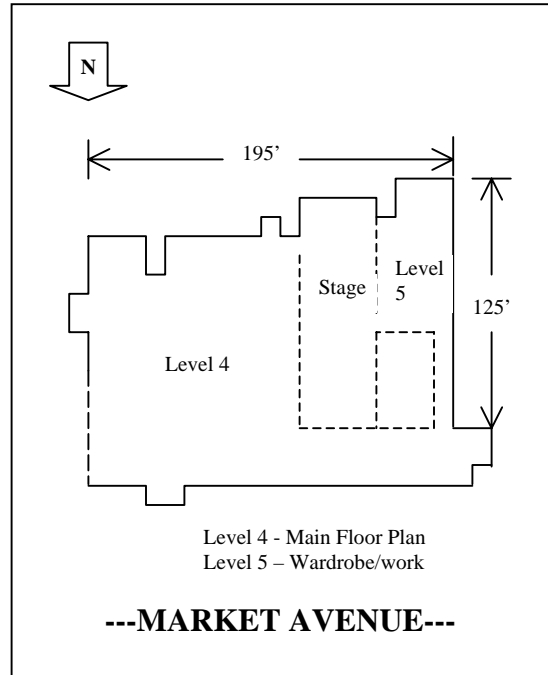 N
195’
Stage
Level
5
125’
Level 4
Level 4 - Main Floor Plan
Level 5 – Wardrobe/work
---MARKET AVENUE---